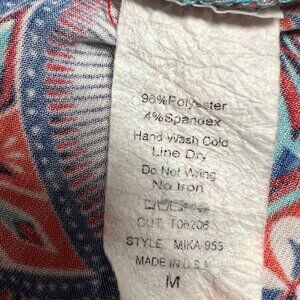 96%Polyester
4%Spandex
Hand Wash Cold
Line Dry
Do Not Wring
No Iron
CUT: T08206
STYLE: MIKA-955
MADE IN U.S.A
M